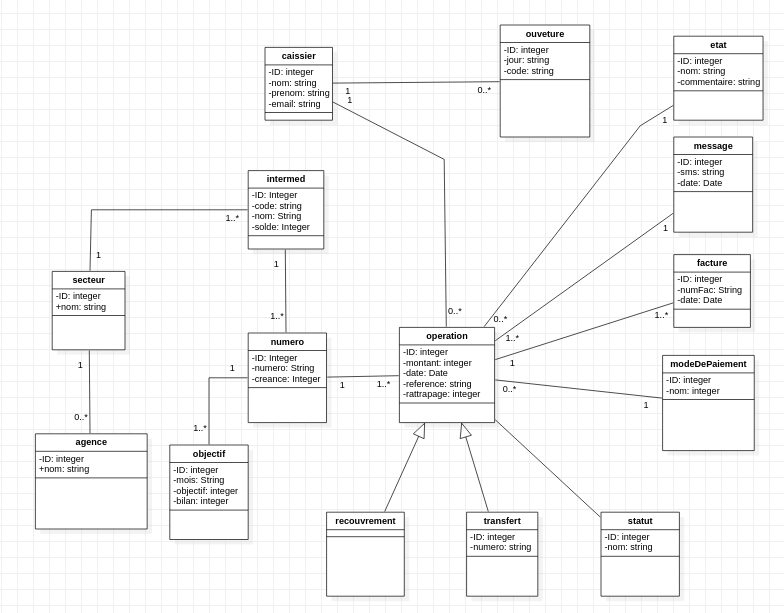 ouveture
-ID: integer
-jour: string
-code: string
caissier
-ID: integer
-nom: string
-prenom: string
-email: string
etat
-ID: integer
-nom: string
-commentaire: string
1
1
0..*
1
message
-ID: integer
-sms: string
-date: Date
1
intermed
-ID: Integer
-code: string
-nom: String
-solde: Integer
1..*
1
1
1..*
secteur
-ID: integer
+nom: string
1
0..*
facture
-ID: integer
-numFac: String
-date: Date
1..*
0..*
0..*
1..*
1
0..*
operation
-ID: integer
-montant: integer
-date: Date
-reference: string
-rattrapage: integer
numero
-ID: Integer
-numero: String
-creance: Integer
1
1
1..*
1..*
modeDePaiement
-ID: integer
-nom: integer
1
agence
-ID: integer
+nom: string
objectif
-ID: integer
-mois: String
-objectif: integer
-bilan: integer
recouvrement
transfert
-ID: integer
-numero: string
statut
-ID: integer
-nom: string